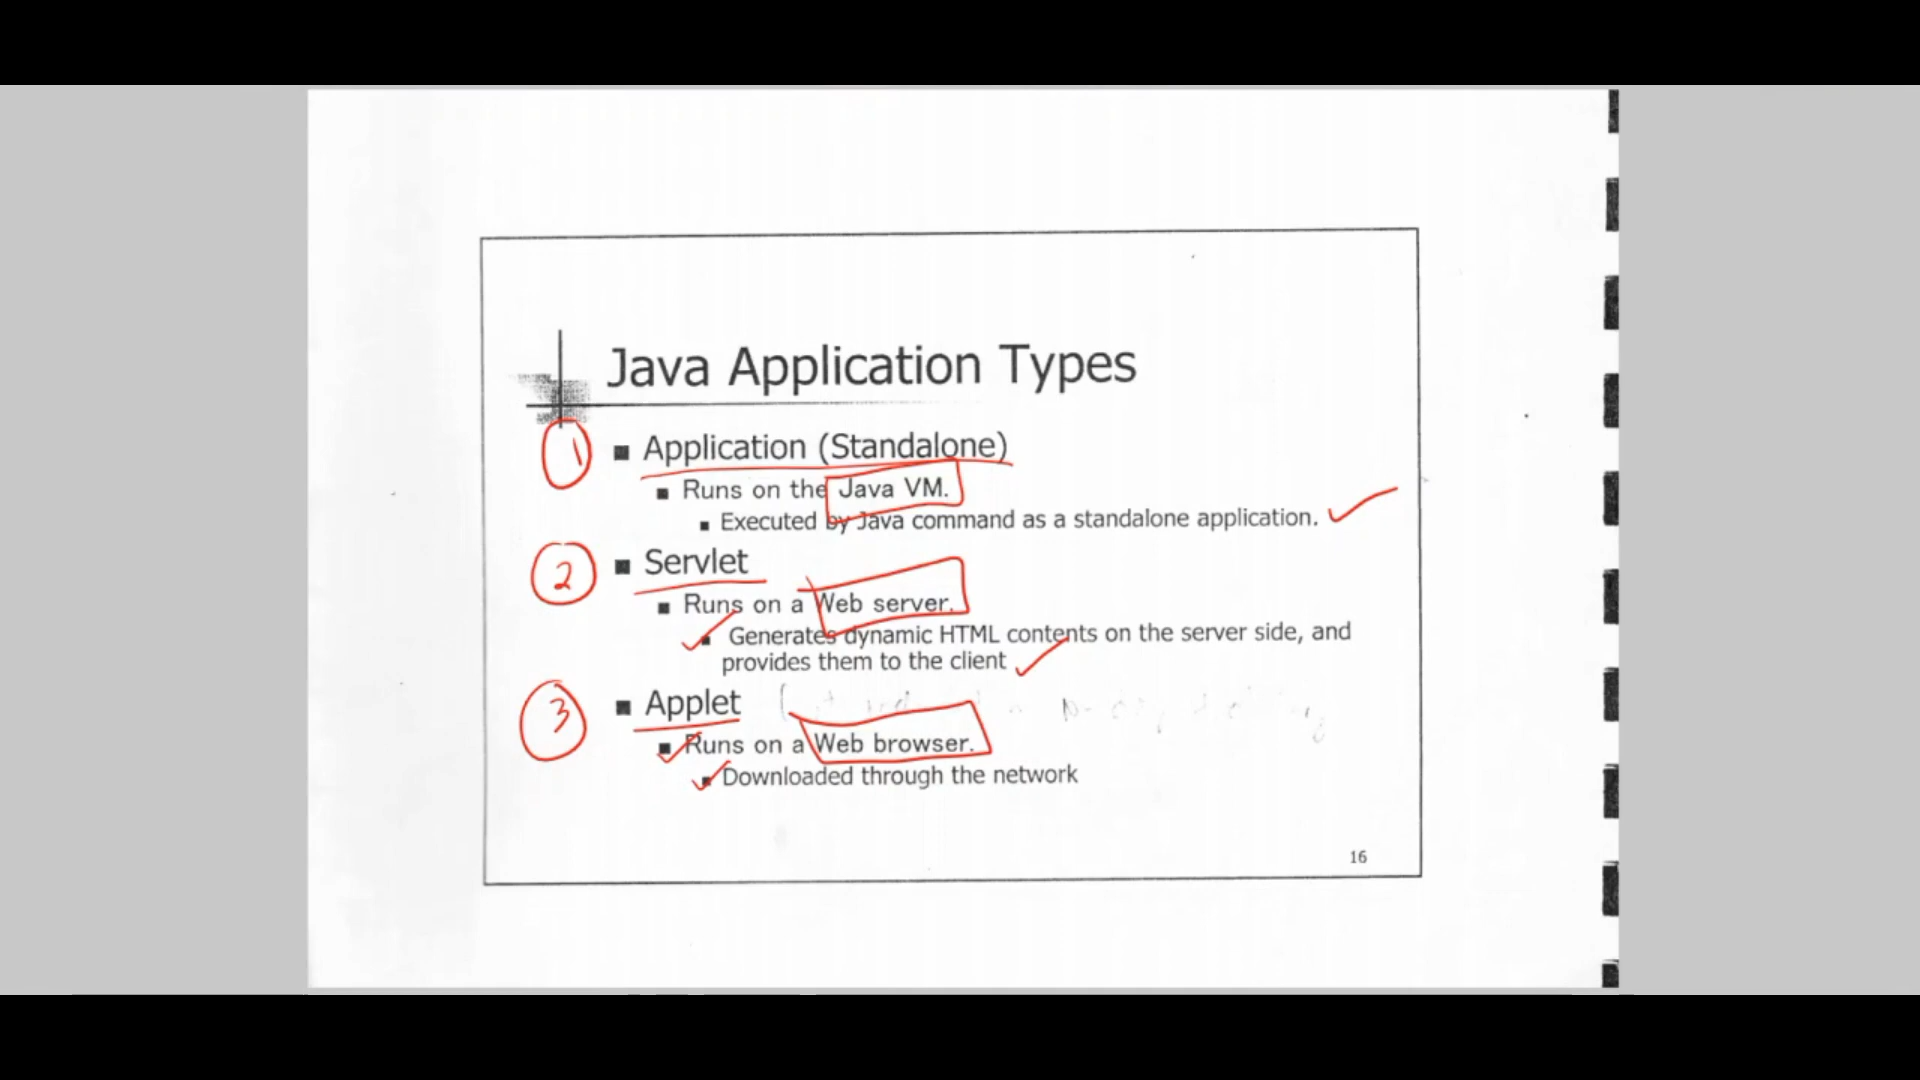 Java Application Types
1
■ Application (Standalone)
■ Runs on the Java VM.
■ Executed by Java command as a standalone application.
2
■ Servlet
■ Runs on a Web server.
■ Generates dynamic HTML contents on the server side, and
provides them to the client
3
■ Applet
■ Runs on a Web browser.
■ Downloaded through the network
16